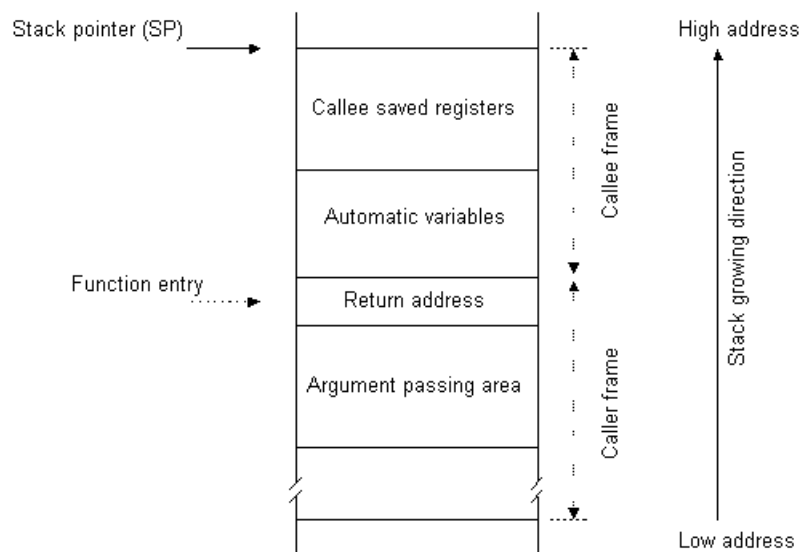 Stack pointer (SP)
High address
Callee saved registers
Callee frame
Automatic variables
Stack growing direction
Function entry
Return address
Argument passing area
Caller frame
Low address